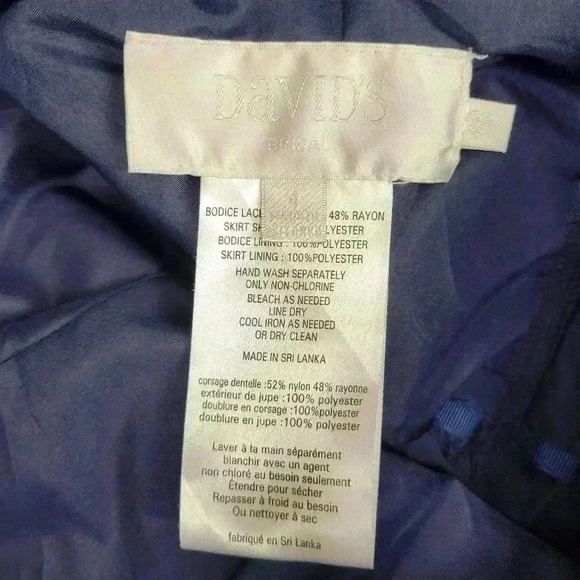 DaVID'S
BRIDAL
4
BODICE LACE 48% RAYON
SKIRT POLYESTER
BODICE LINING : 100%POLYESTER
SKIRT LINING : 100%POLYESTER
HAND WASH SEPARATELY
ONLY NON-CHLORINE
BLEACH AS NEEDED
LINE DRY
COOL IRON AS NEEDED
OR DRY CLEAN
MADE IN SRI LANKA
corsage dentelle :52% nylon 48% rayonne
extérieur de jupe :100% polyester
doublure en corsage :100%polyester
doublure en jupe :100% polyester
Laver à la main séparément
blanchir avec un agent
non chloré au besoin seulement
Étendre pour sécher
Repasser à froid au besoin
Ou nettoyer à sec
fabriqué en Sri Lanka